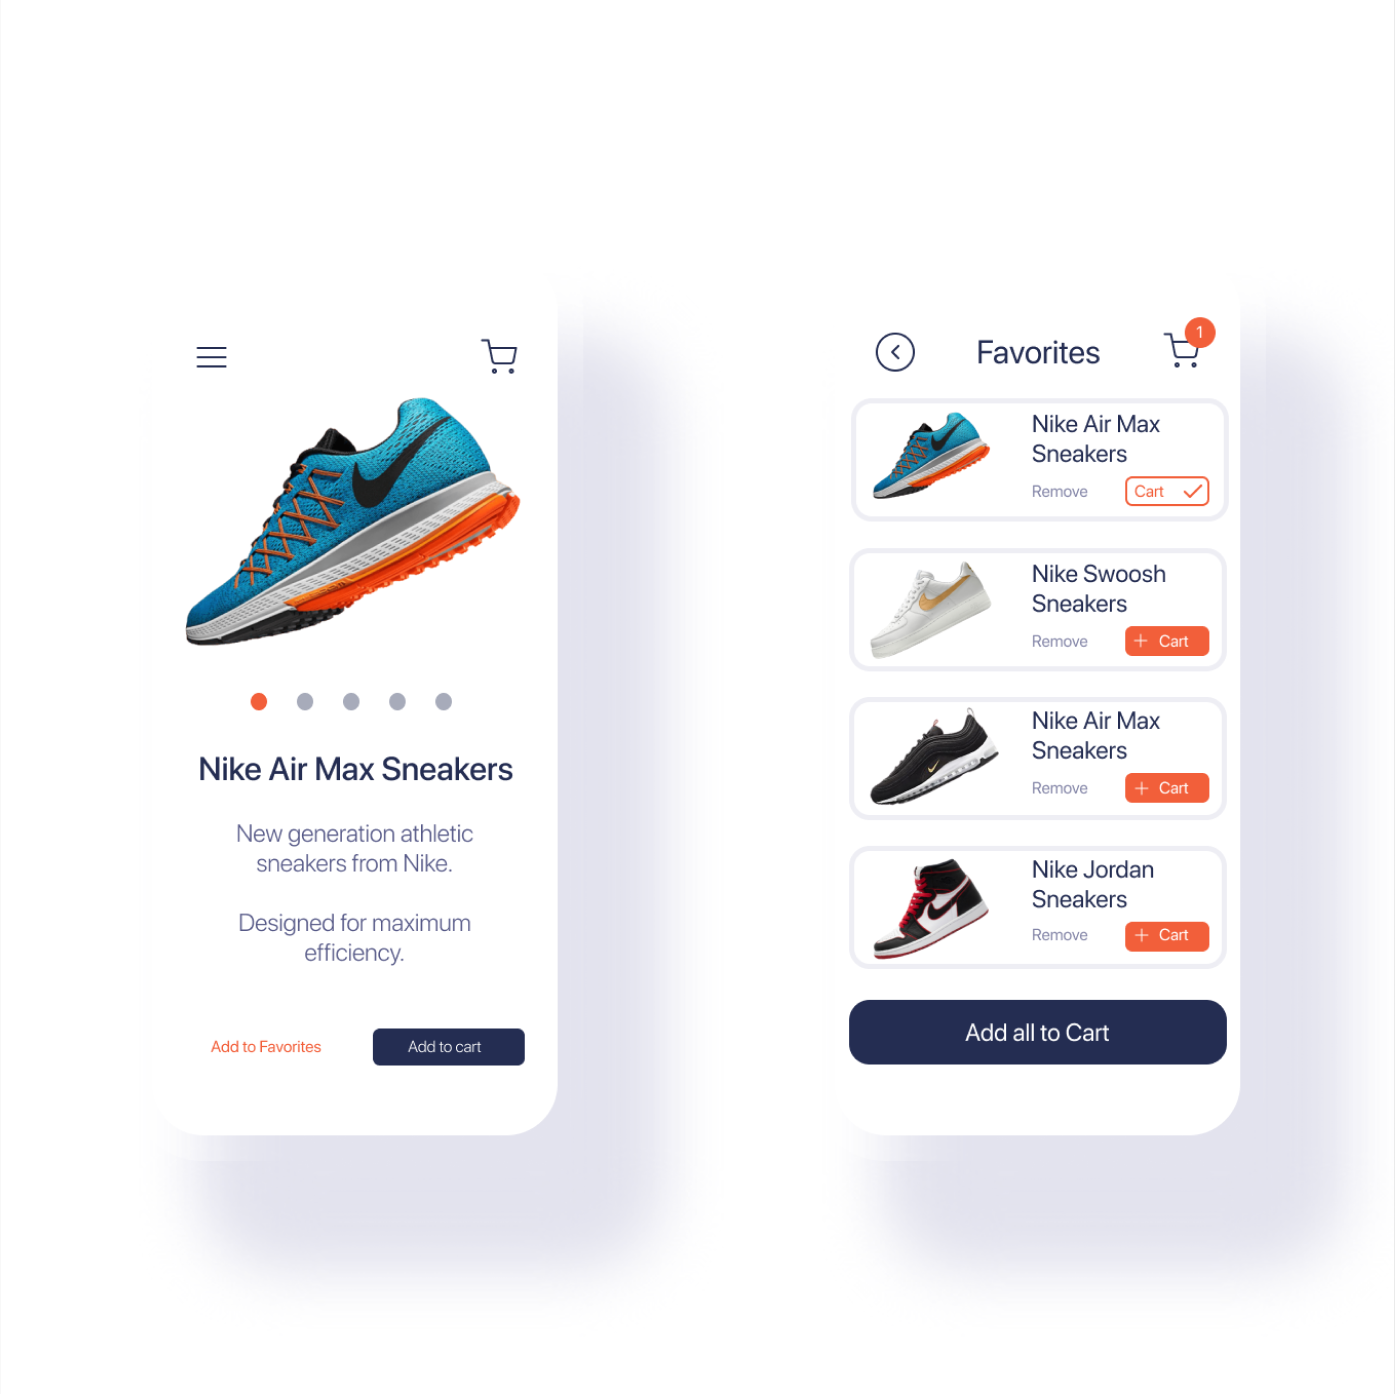 Nike Air Max Sneakers
New generation athletic
sneakers from Nike.
Designed for maximum
efficiency.
Add to Favorites
Add to cart
Favorites
1
Nike Air Max
Sneakers
Remove
Cart
Nike Swoosh
Sneakers
Remove
+ Cart
Nike Air Max
Sneakers
Remove
+ Cart
Nike Jordan
Sneakers
Remove
+ Cart
Add all to Cart